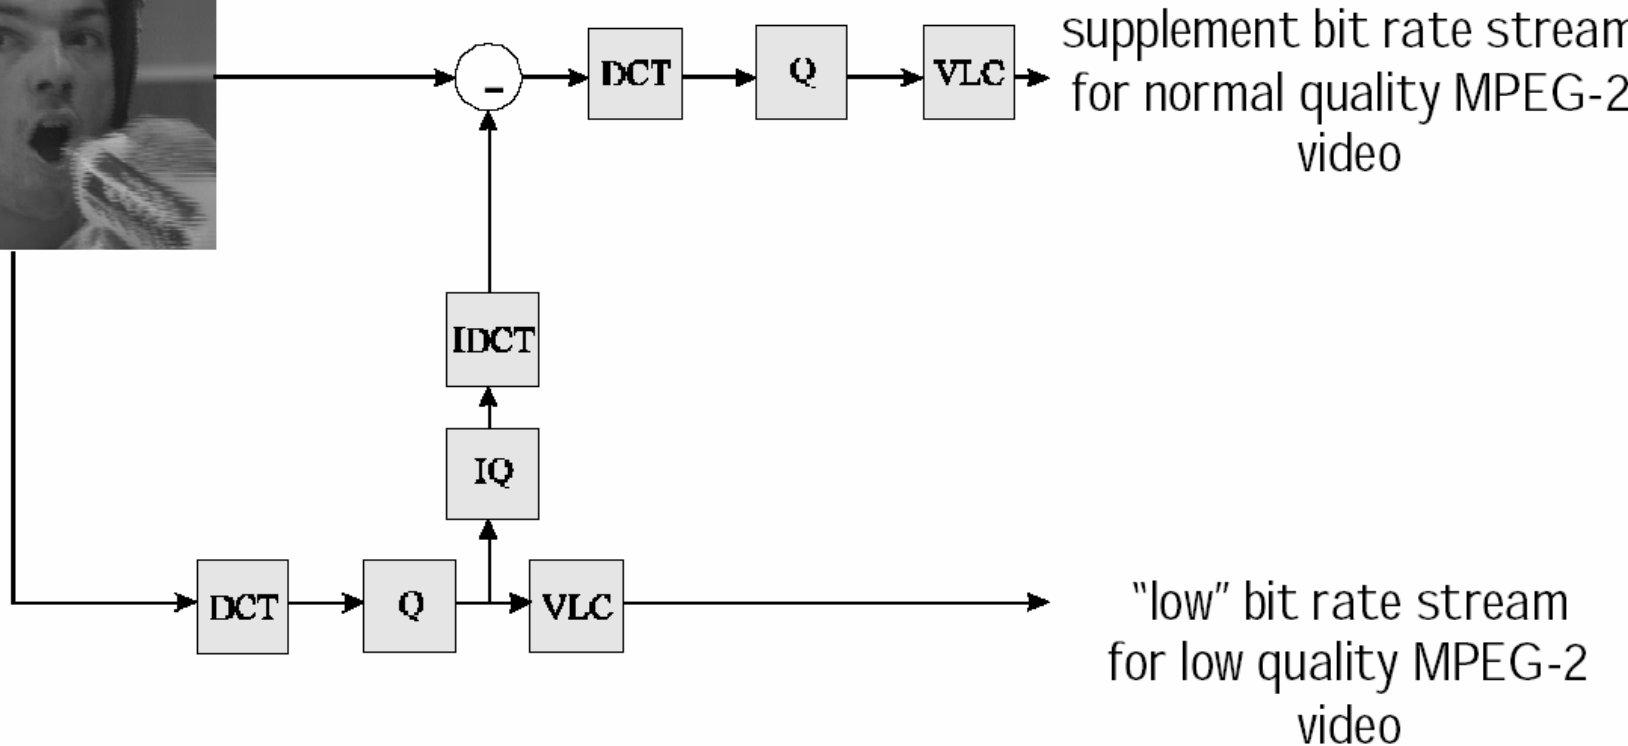 supplement bit rate stream
for normal quality MPEG-2
video
-
DCT
Q
VLC
IDCT
IQ
DCT
Q
VLC
“low” bit rate stream
for low quality MPEG-2
video